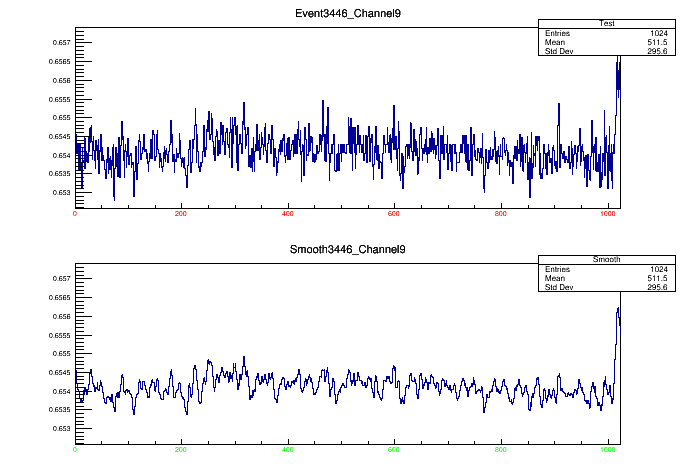 Event3446_Channel9
Test
Entries 1024
Mean 511.5
Std Dev 295.6
0.657
0.6565
0.656
0.6555
0.655
0.6545
0.654
0.6535
0.653
0 200 400 600 800 1000
Smooth3446_Channel9
Smooth
Entries 1024
Mean 511.5
Std Dev 295.6
0.657
0.6565
0.656
0.6555
0.655
0.6545
0.654
0.6535
0.653
0 200 400 600 800 1000